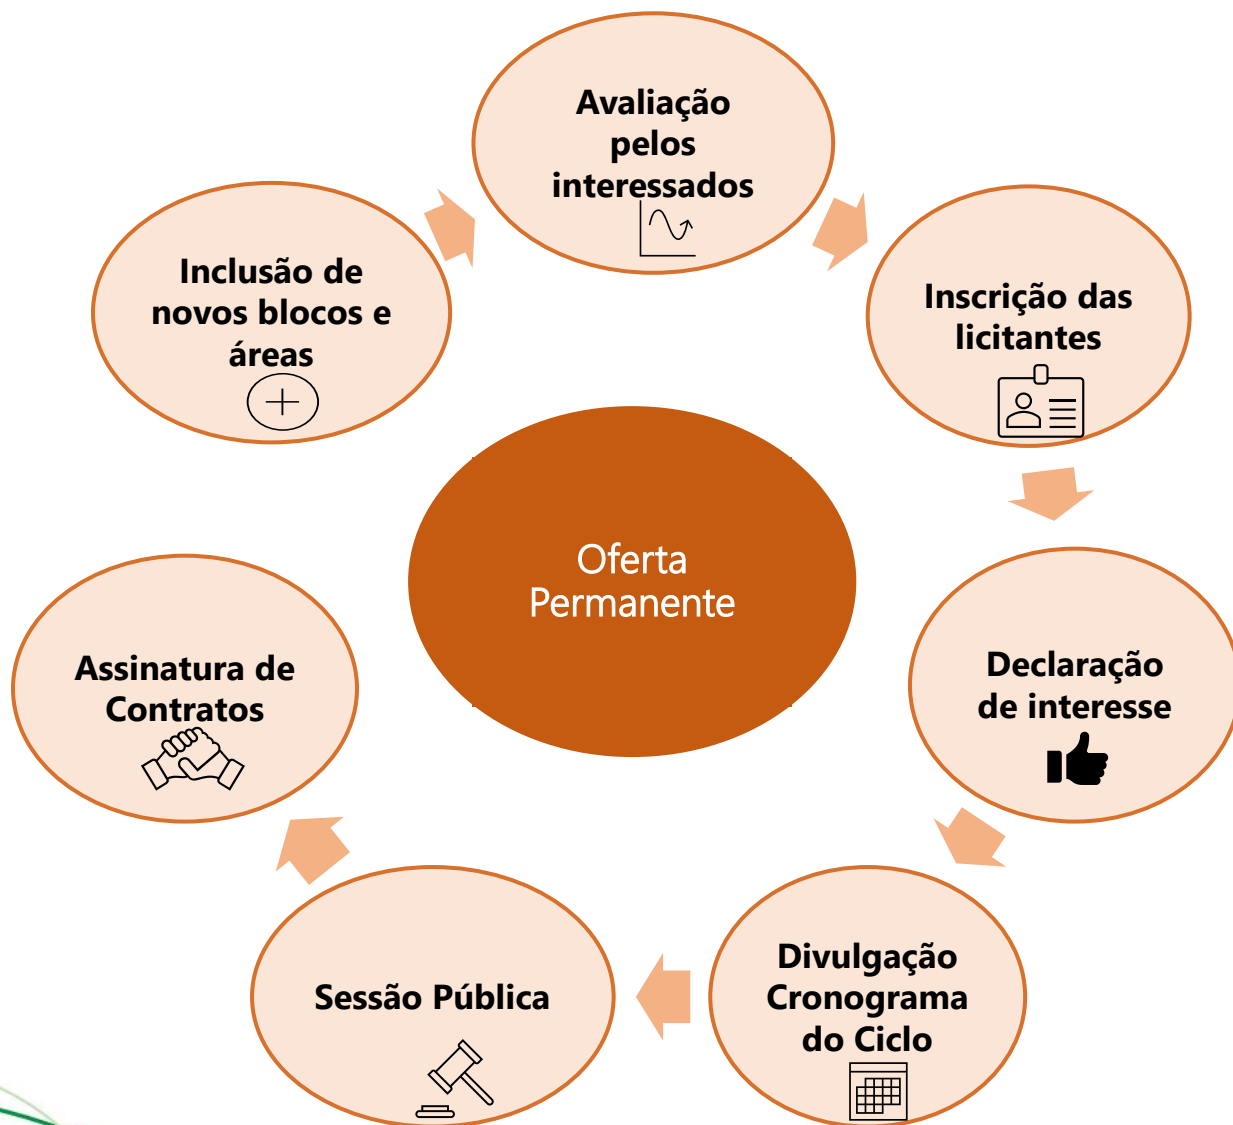 Avaliação
pelos
interessados
Inclusão de
novos blocos e
áreas
Inscrição das
licitantes
Oferta
Permanente
Assinatura de
Contratos
Declaração
de interesse
Sessão Pública
Divulgação
Cronograma
do Ciclo